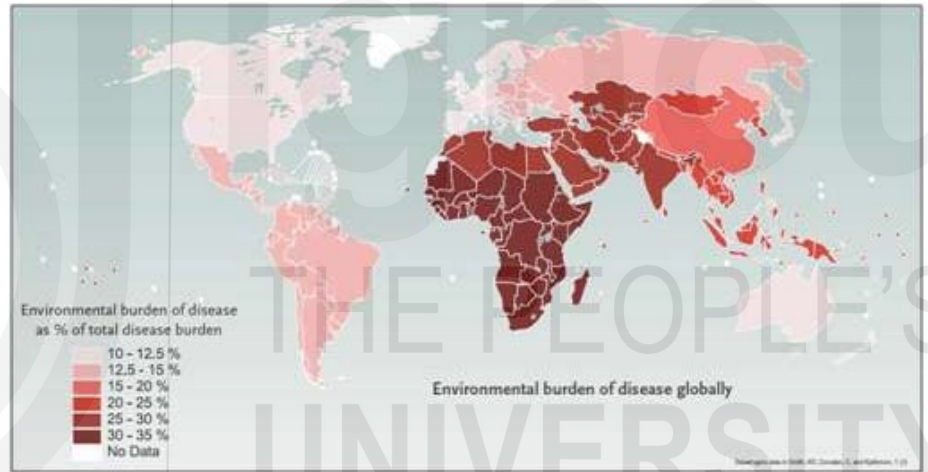 ignou
THE PEOPLE'S
UNIVERSITY
Environmental burden of disease
as % of total disease burden
10 - 12.5 %
12.5 - 15 %
15 - 20 %
20 - 25 %
25 - 30 %
30 - 35 %
No Data
Environmental burden of disease globally